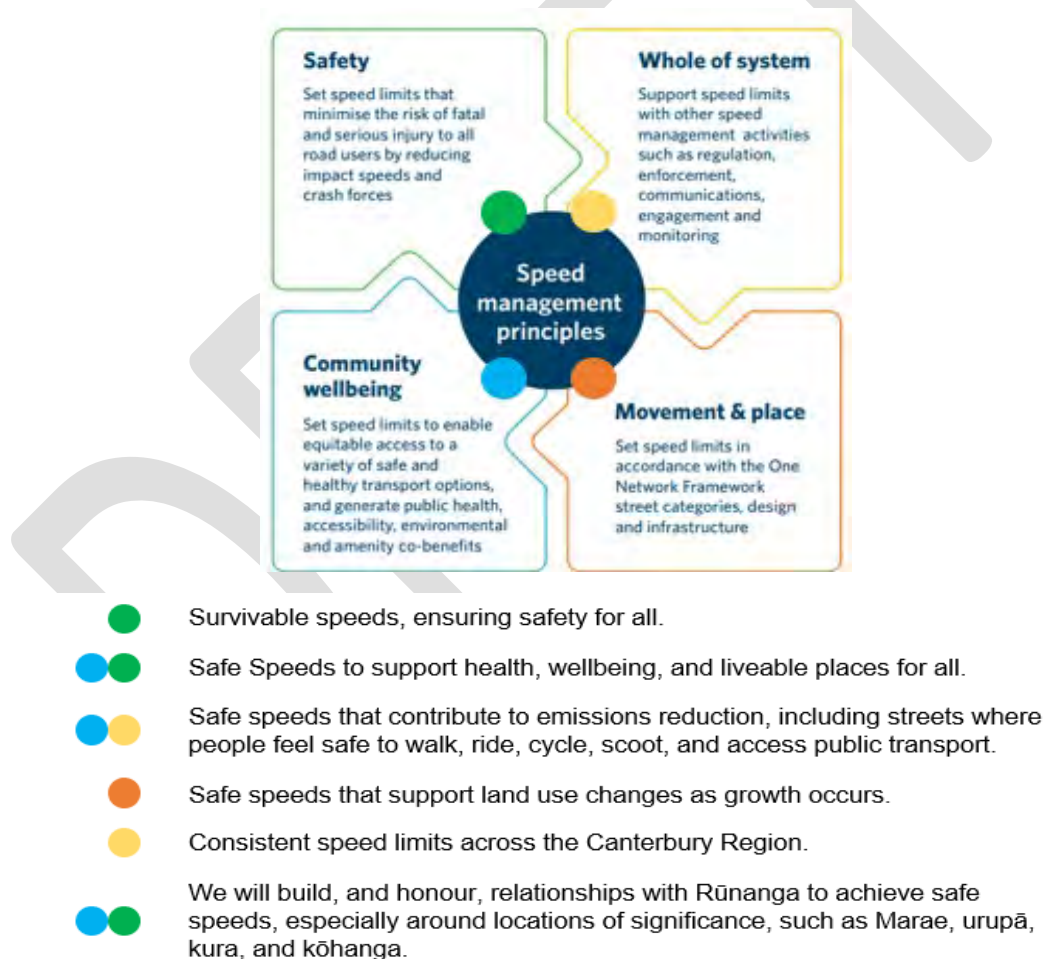 Safety
Set speed limits that
minimise the risk of fatal
and serious injury to all
road users by reducing
impact speeds and
crash forces
Whole of system
Support speed limits
with other speed
management activities
such as regulation,
enforcement,
communications,
engagement and
monitoring
Speed
management
principles
Community
wellbeing
Set speed limits to enable
equitable access to a
variety of safe and
healthy transport options,
and generate public health,
accessibility, environmental
and amenity co-benefits
Movement & place
Set speed limits in
accordance with the One
Network Framework
street categories, design
and infrastructure
Survivable speeds, ensuring safety for all.
Safe Speeds to support health, wellbeing, and liveable places for all.
Safe speeds that contribute to emissions reduction, including streets where
people feel safe to walk, ride, cycle, scoot, and access public transport.
Safe speeds that support land use changes as growth occurs.
Consistent speed limits across the Canterbury Region.
We will build, and honour, relationships with Rūnanga to achieve safe
speeds, especially around locations of significance, such as Marae, urupā,
kura, and kōhanga.